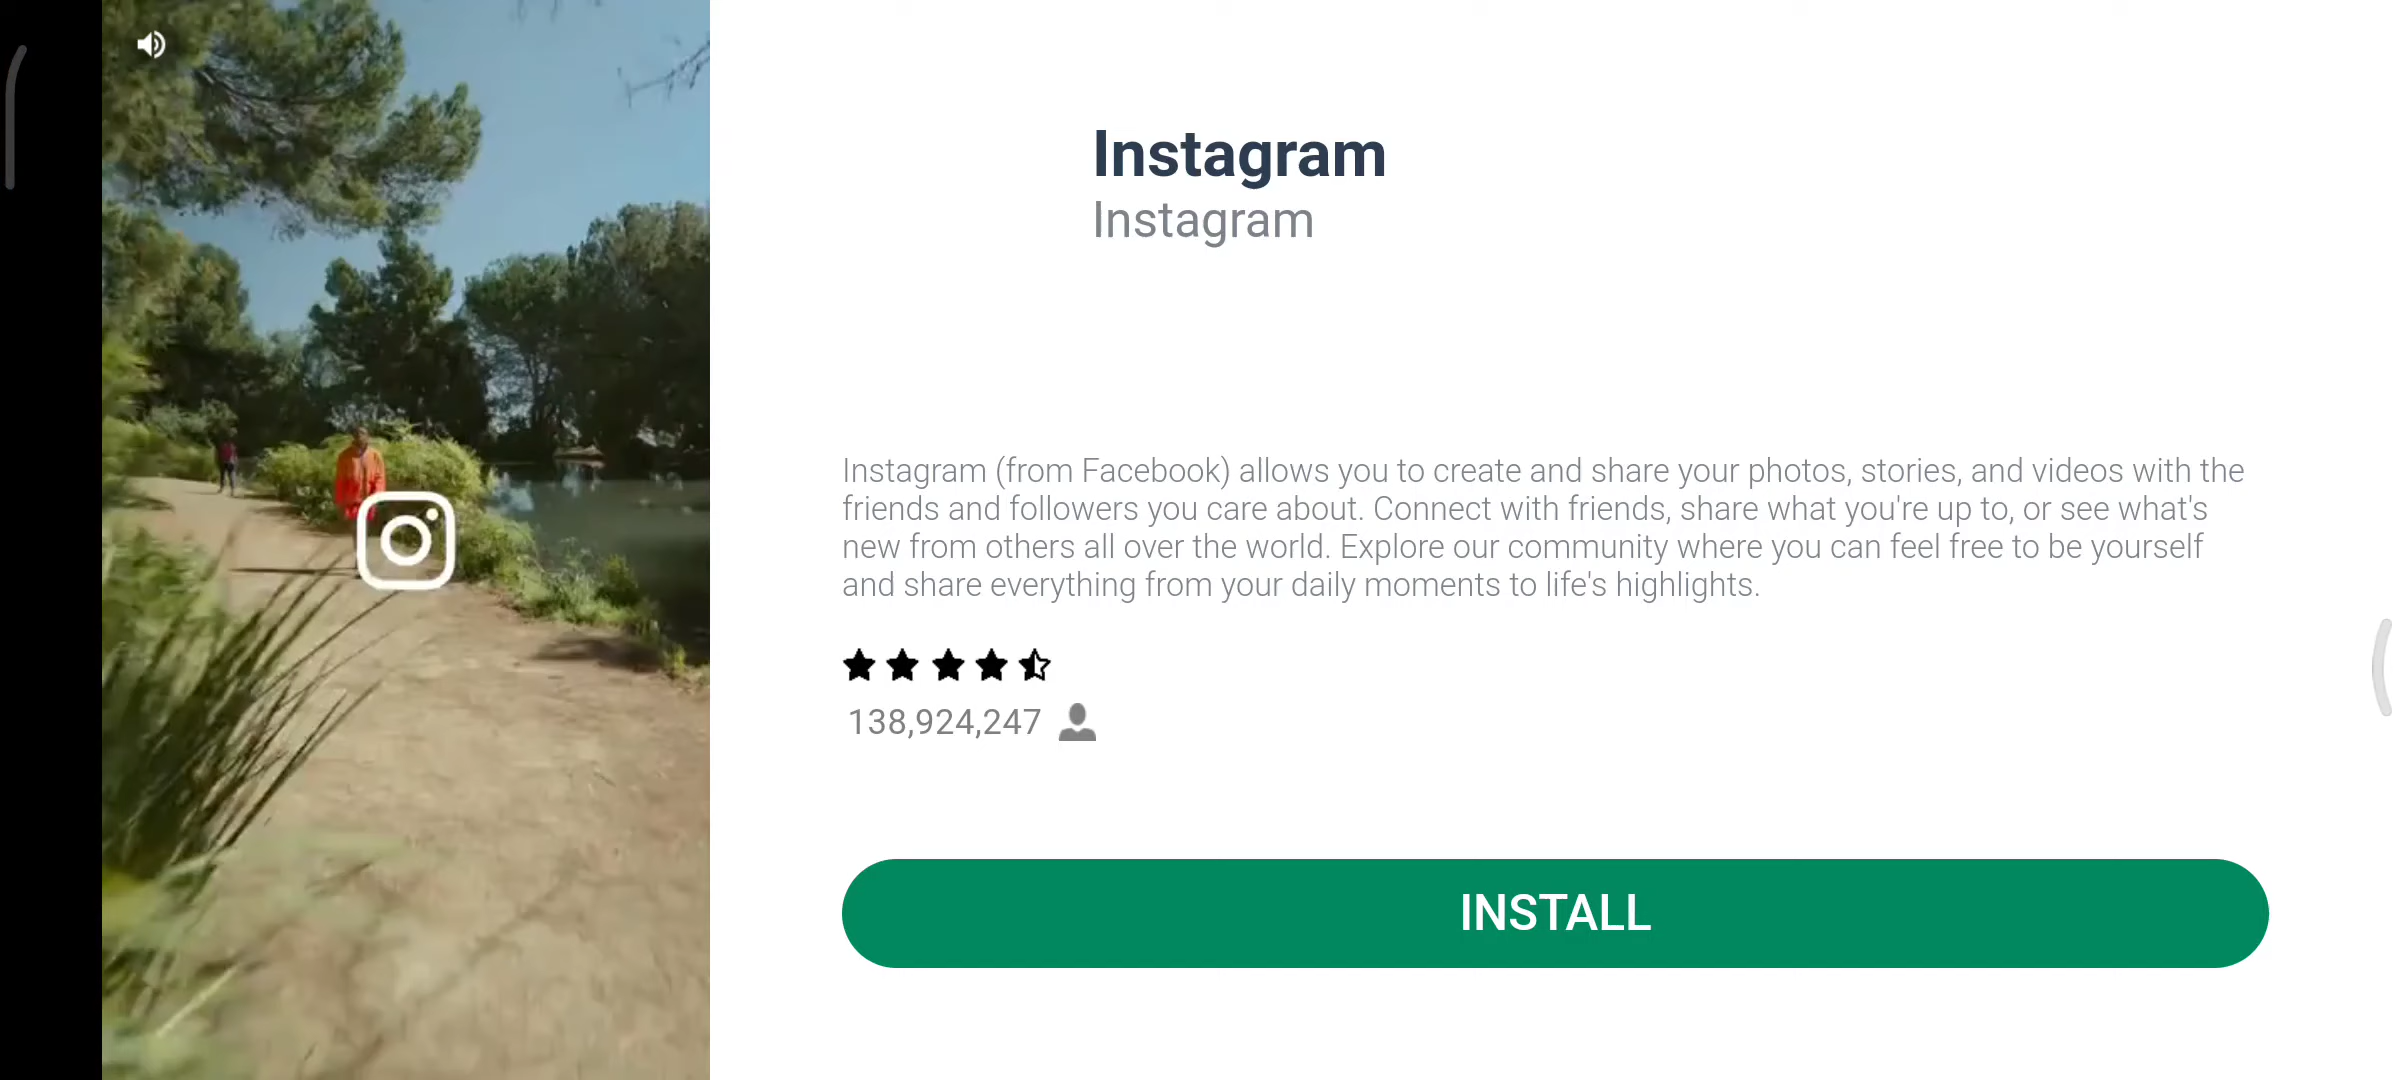 Instagram
Instagram
Instagram (from Facebook) allows you to create and share your photos, stories, and videos with the
friends and followers you care about. Connect with friends, share what you're up to, or see what's
new from others all over the world. Explore our community where you can feel free to be yourself
and share everything from your daily moments to life's highlights.
138,924,247
INSTALL